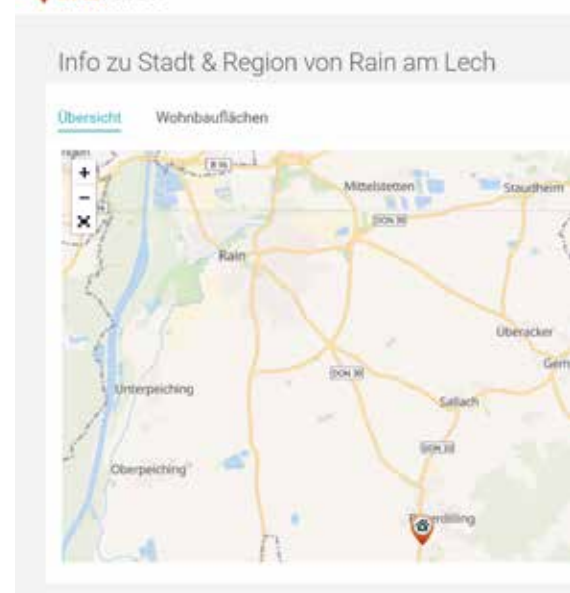 Info zu Stadt & Region von Rain am Lech
Übersicht Wohnbauflächen
+
−
Mittelstetten
Staudheim
Rain
Überacker
Unterpeiching
Sallach
Oberpeiching